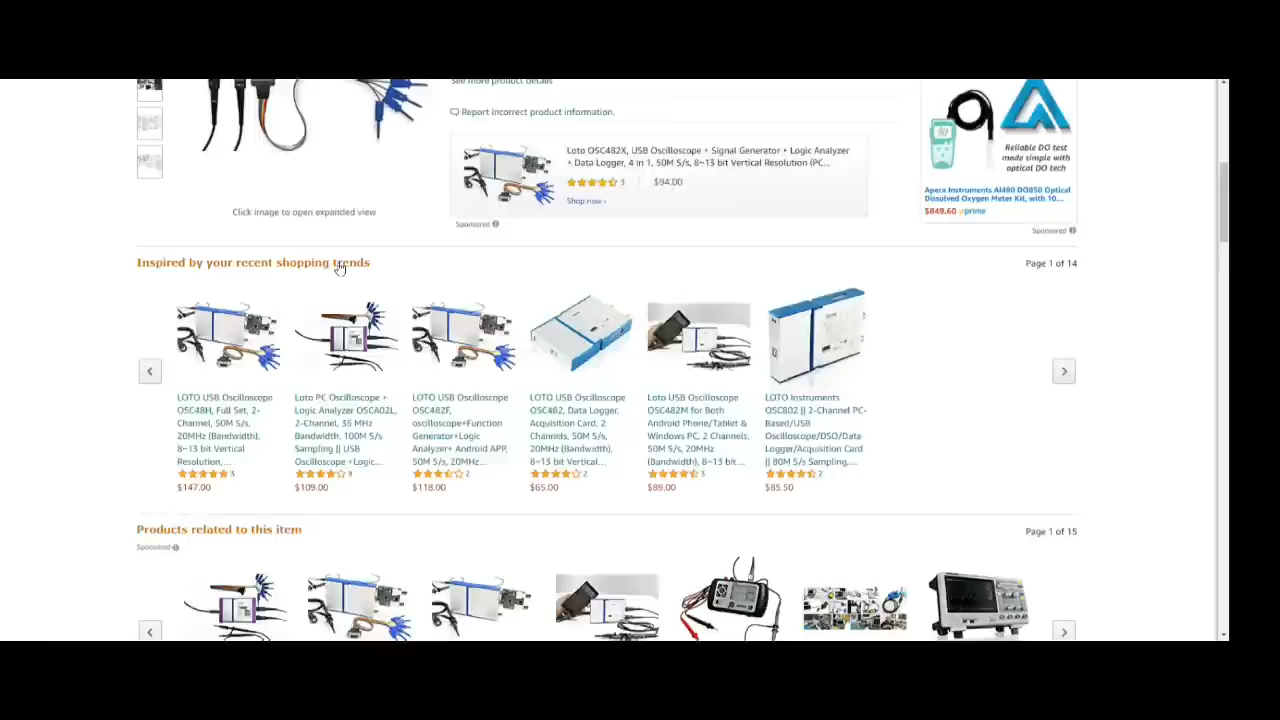 see more product details
Report incorrect product information.
Loto OSC482X, USB Oscilloscope + Signal Generator + Logic Analyzer
+ Data Logger, 4 in 1, 50M S/s, 8~13 bit Vertical Resolution (PC...
3
$94.00
Shop now ›
Sponsored
Click image to open expanded view
Reliable DO test
made simple with
optical DO tech
Apera Instruments AI480 DO850 Optical
Dissolved Oxygen Meter Kit, with 10...
$849.60 prime
Sponsored
Inspired by your recent shopping trends
Page 1 of 14
LOTO USB Oscilloscope
OSC48H, Full Set, 2-
Channel, 50M S/s,
20MHz (Bandwidth),
8~13 bit Vertical
Resolution,...
3
$147.00
Loto PC Oscilloscope +
Logic Analyzer OSCA02L,
2-Channel, 35 MHz
Bandwidth, 100M S/s
Sampling || USB
Oscilloscope +Logic...
9
$109.00
LOTO USB Oscilloscope
OSC482F,
oscilloscope+Function
Generator+Logic
Analyzer+ Android APP,
50M S/s, 20MHz...
2
$118.00
LOTO USB Oscilloscope
OSC482, Data Logger,
Acquisition Card, 2
Channels, 50M S/s,
20MHz (Bandwidth),
8~13 bit Vertical...
2
$65.00
Loto USB Oscilloscope
OSC482M for Both
Android Phone/Tablet &
Windows PC, 2 Channels,
50M S/s, 20MHz
(Bandwidth), 8~13 bit...
3
$89.00
LOTO Instruments
OSC802 || 2-Channel PC-
Based/USB
Oscilloscope/DSO/Data
Logger/Acquisition Card
|| 80M S/s Sampling,...
2
$85.50
Products related to this item
Page 1 of 15
Sponsored